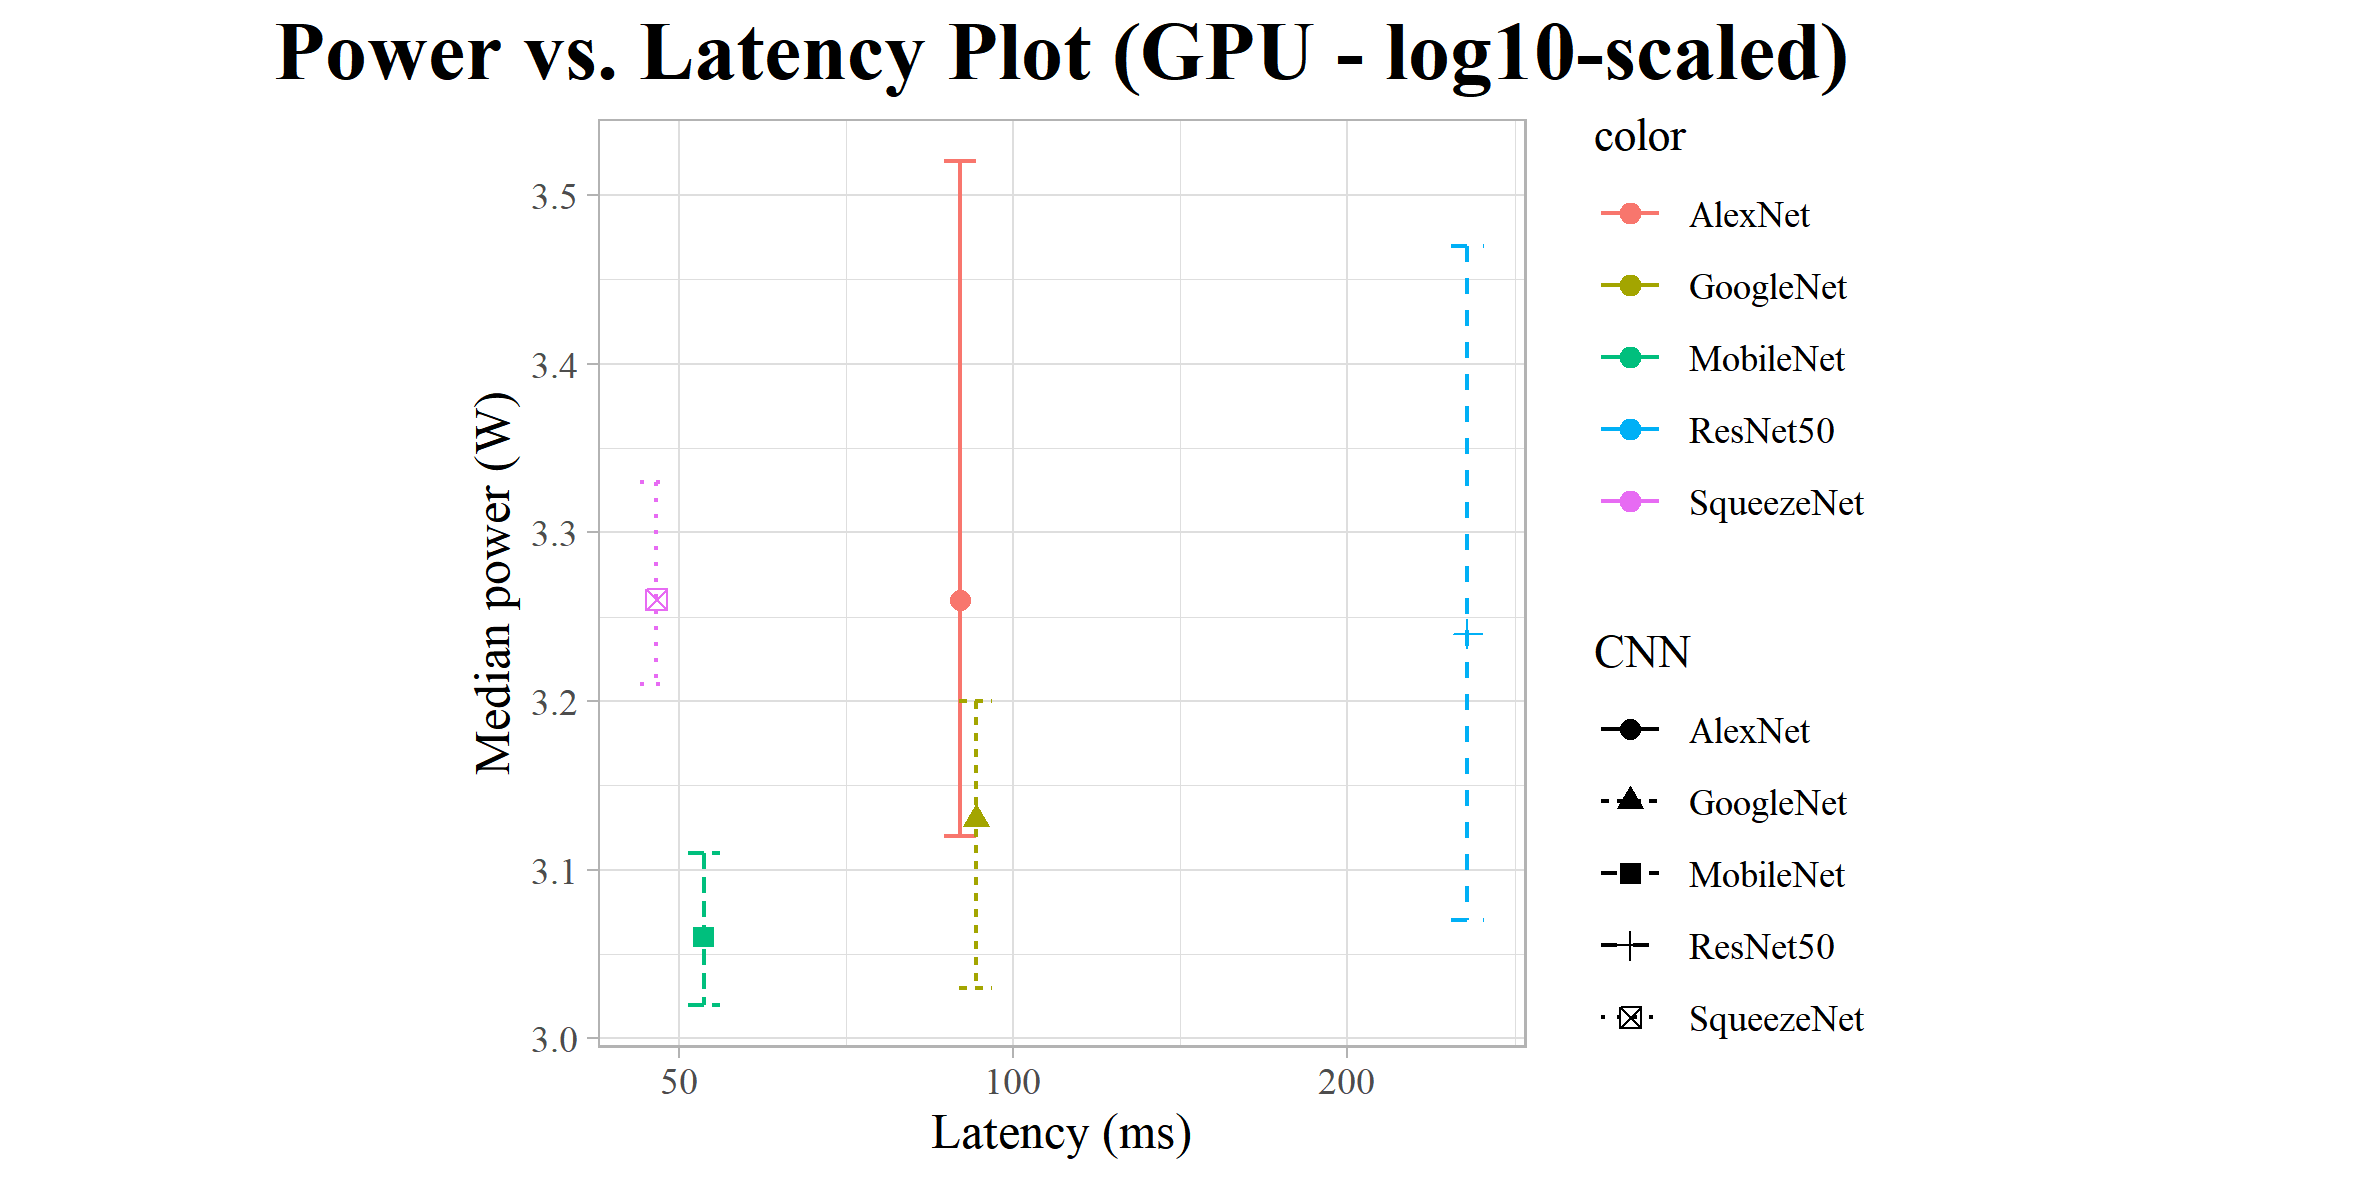 Power vs. Latency Plot (GPU - log10-scaled)
Median power (W)
3.5
3.4
3.3
3.2
3.1
3.0
50
100
200
Latency (ms)
color
AlexNet
GoogleNet
MobileNet
ResNet50
SqueezeNet
CNN
AlexNet
GoogleNet
MobileNet
ResNet50
SqueezeNet